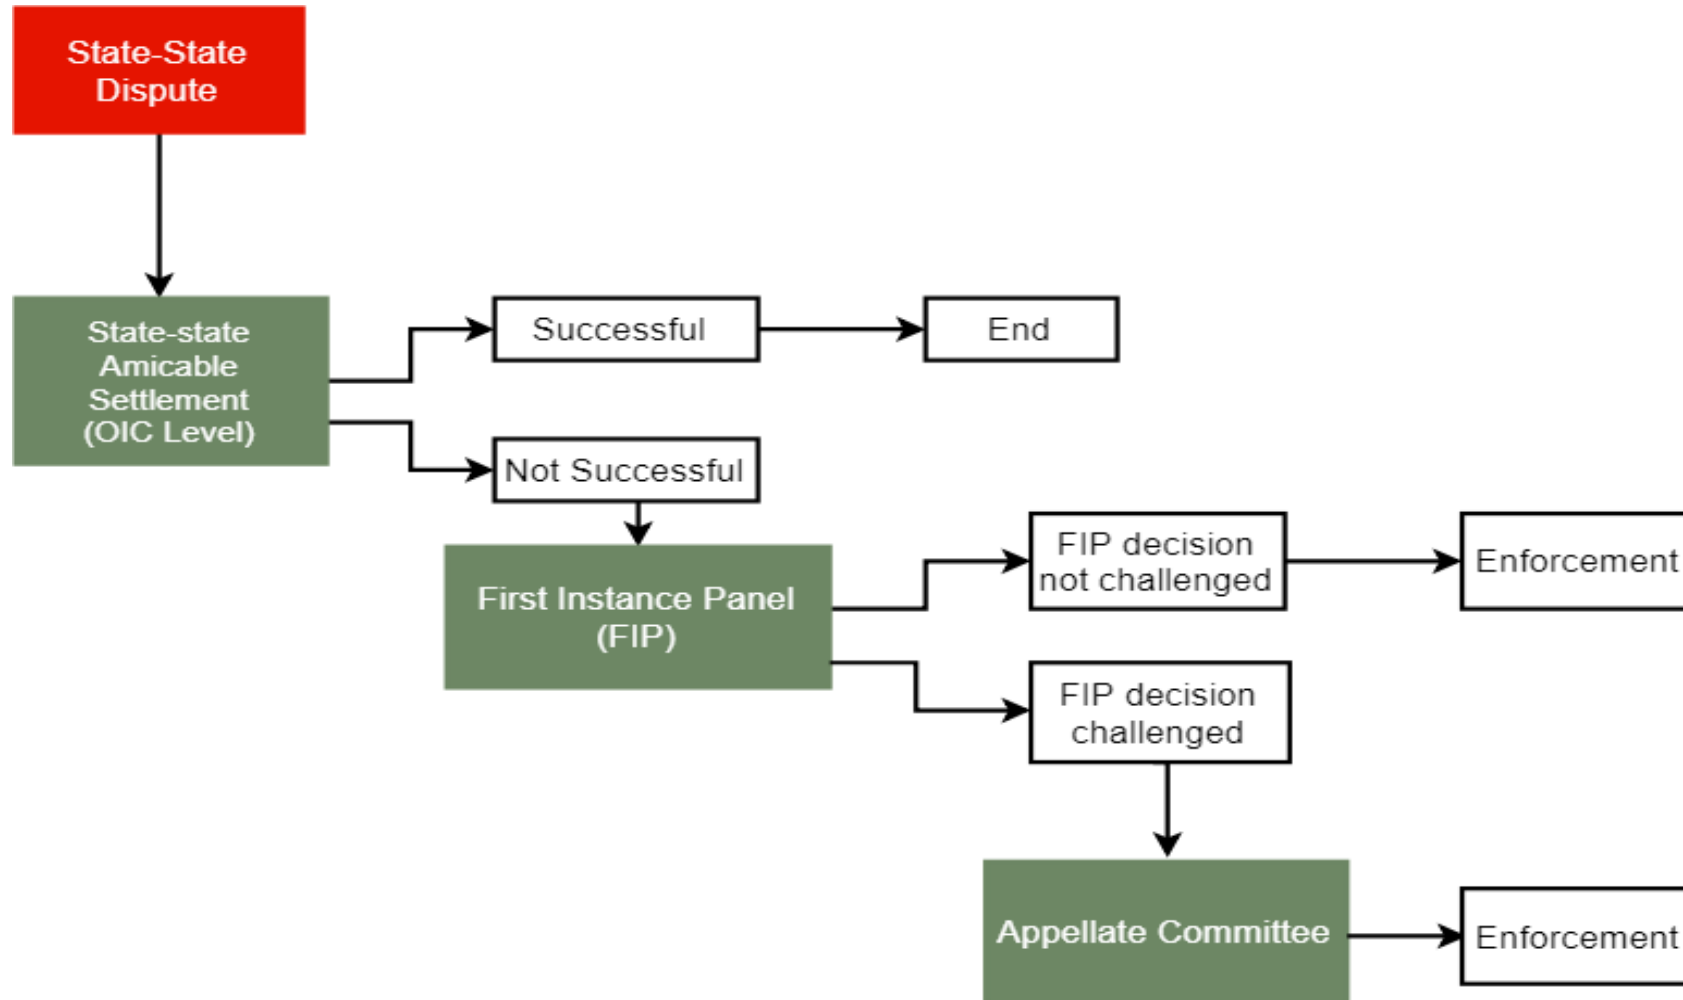 State-State
Dispute
State-state
Amicable
Settlement
(OIC Level)
Successful
End
Not Successful
First Instance Panel
(FIP)
FIP decision
not challenged
Enforcement
FIP decision
challenged
Appellate Committee
Enforcement